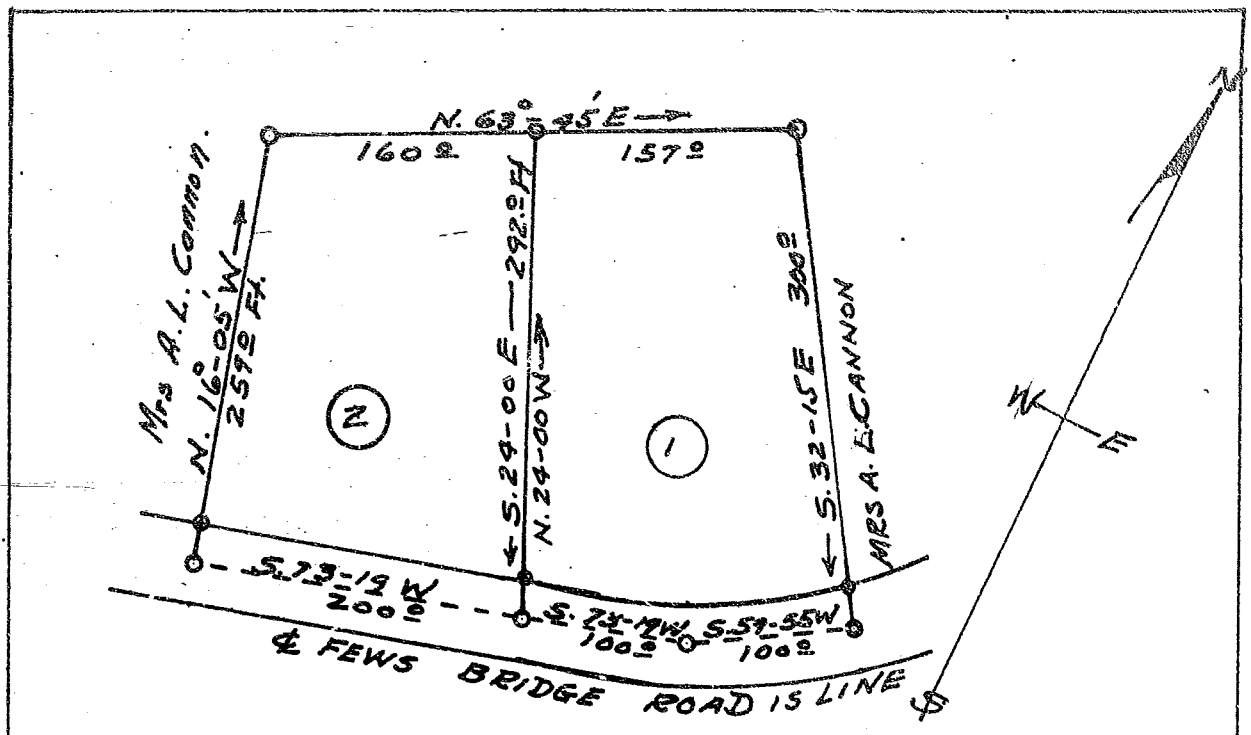 N. 63°-45' E →
160 0
157 0
Mrs A.L. Cannon.
N. 16°-05' W →
259 0 Ft.
← S. 24-00 E — 292.0 Ft
N. 24-00 W →
← S. 32-15 E 300 0
MRS A. L. CANNON
2
1
S. 73-19 W
200 0
S. 73-19 W
100 0
S. 59-55 W
100 0
℄ FEWS BRIDGE ROAD IS LINE
N
W
E
S